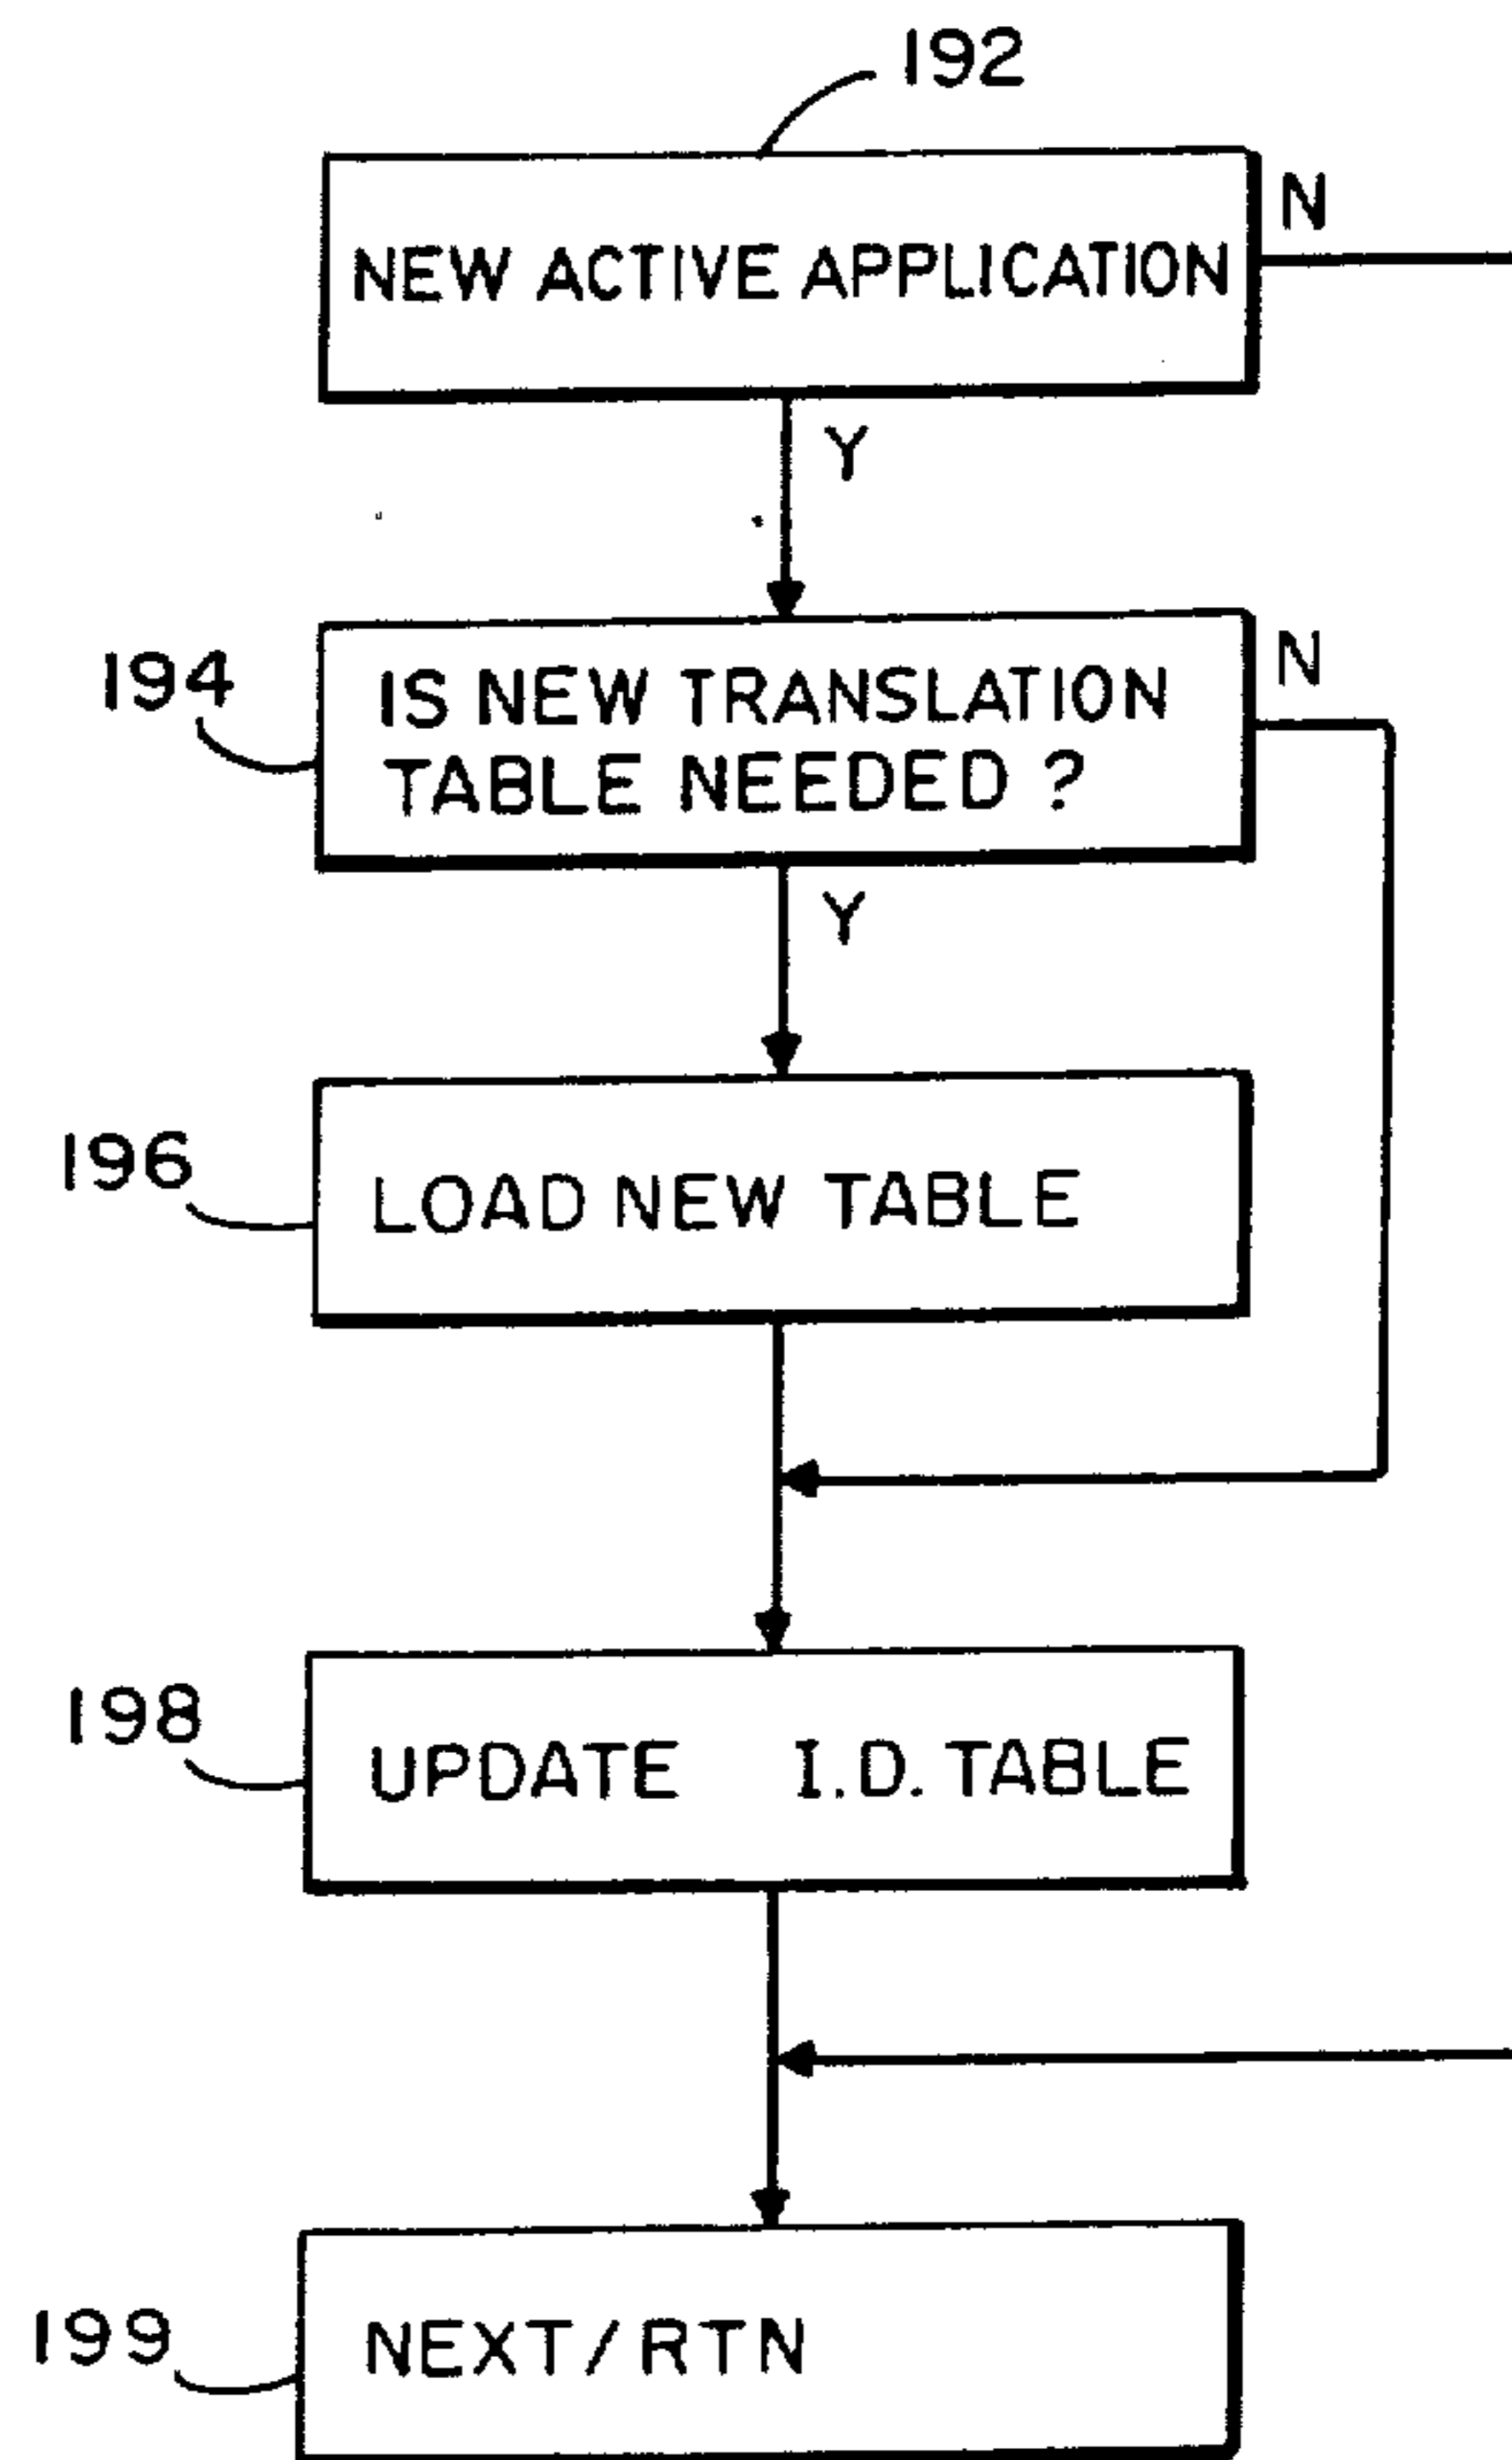 192
NEW ACTIVE APPLICATION
N
Y
194
IS NEW TRANSLATION
TABLE NEEDED ?
N
Y
196
LOAD NEW TABLE
198
UPDATE I.D. TABLE
199
NEXT/RTN